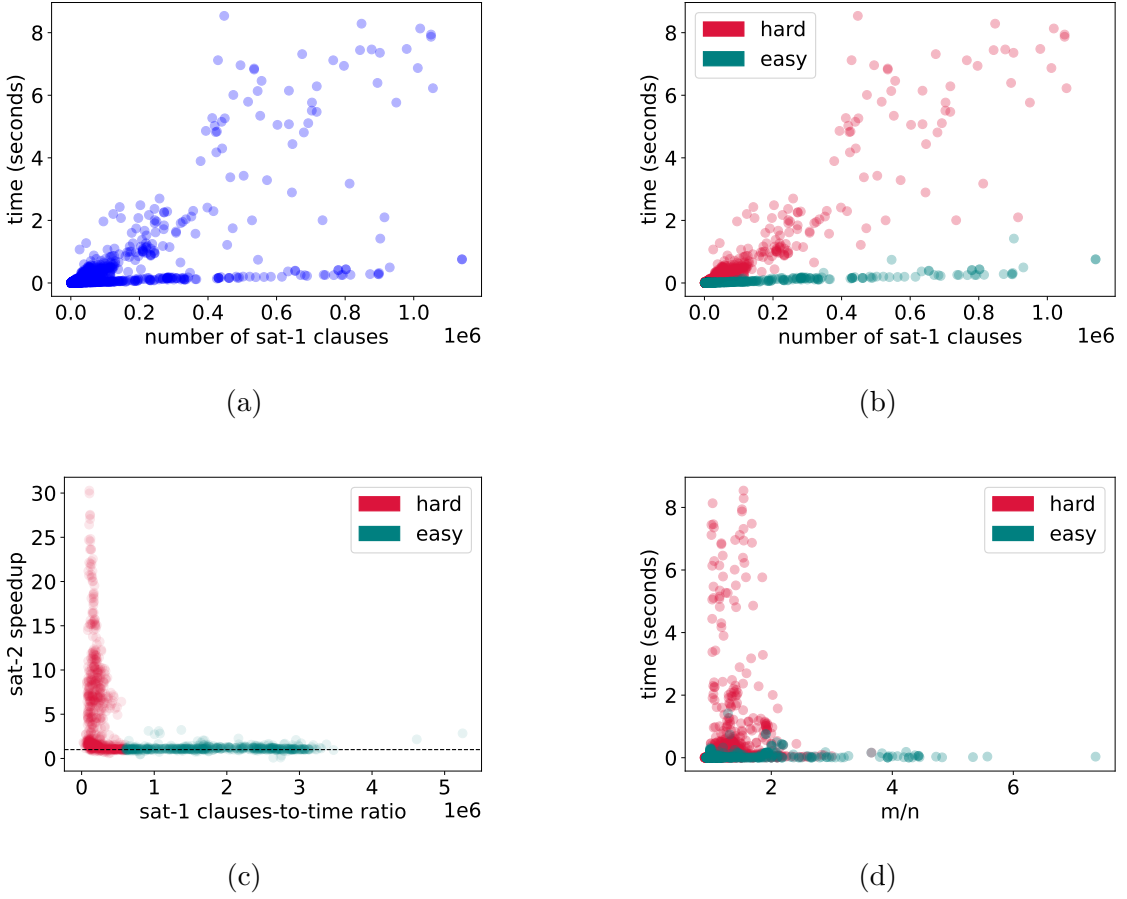 8
6
4
2
0
time (seconds)
0.0 0.2 0.4 0.6 0.8 1.0
number of sat-1 clauses 1e6
(a)
hard
easy
8
6
4
2
0
time (seconds)
0.0 0.2 0.4 0.6 0.8 1.0
number of sat-1 clauses 1e6
(b)
hard
easy
30
25
20
15
10
5
0
sat-2 speedup
0 1 2 3 4 5
sat-1 clauses-to-time ratio 1e6
(c)
hard
easy
8
6
4
2
0
time (seconds)
2 4 6
m/n
(d)